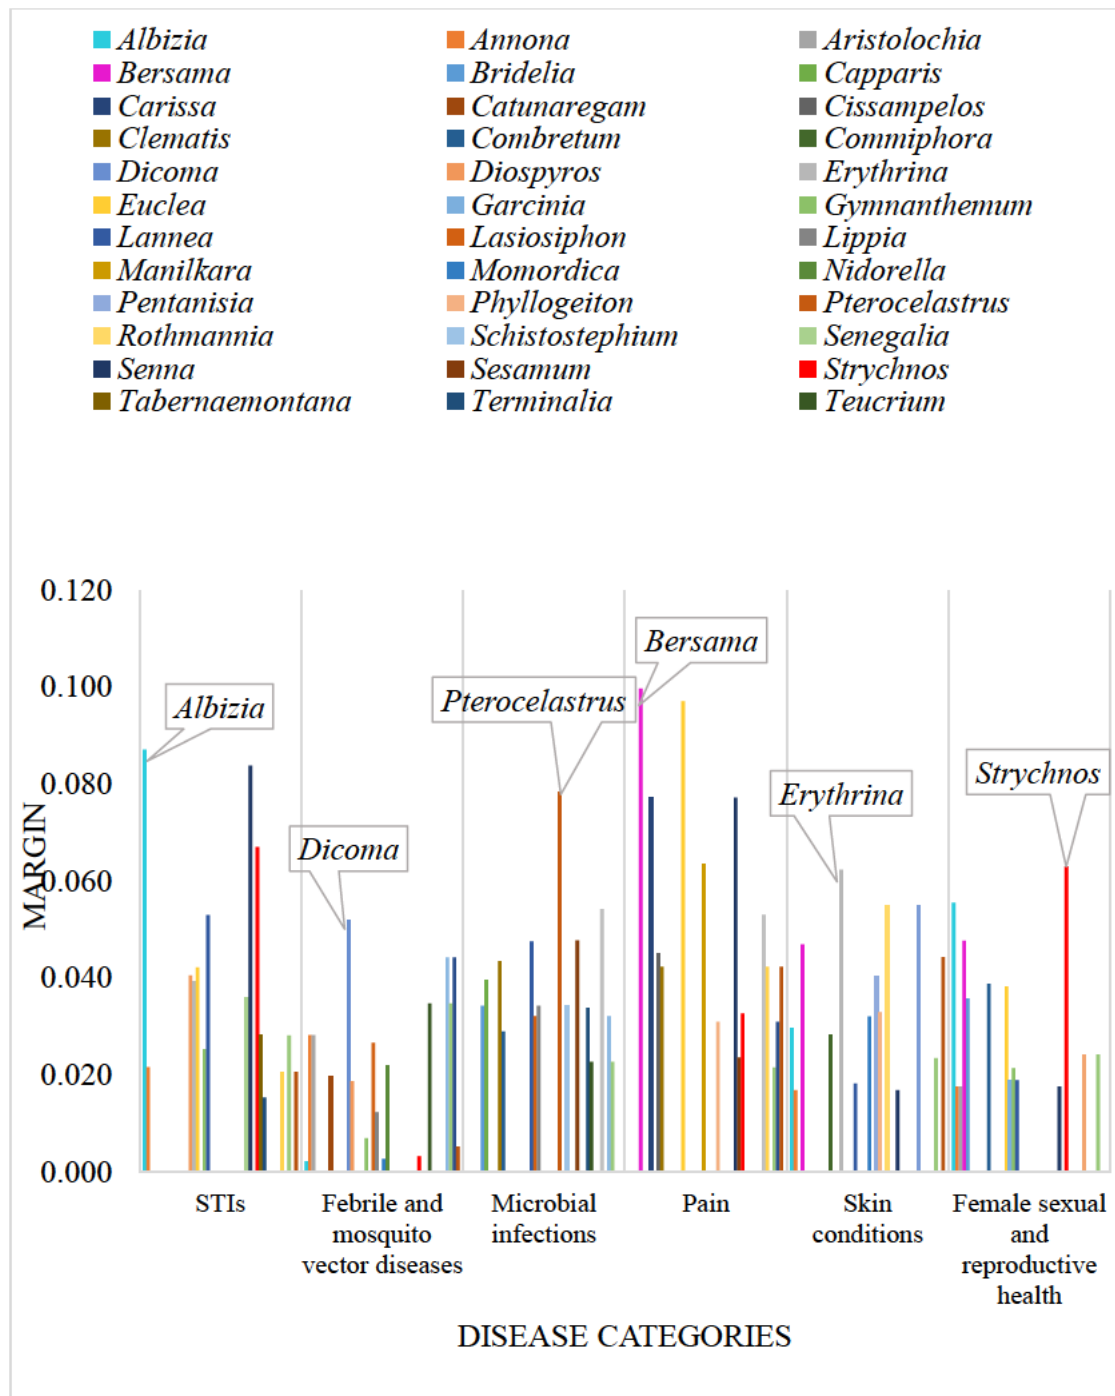 Albizia Annona Aristolochia
Bersama Bridelia Capparis
Carissa Catunaregam Cissampelos
Clematis Combretum Commiphora
Dicoma Diospyros Erythrina
Euclea Garcinia Gymnanthemum
Lannea Lasiosiphon Lippia
Manilkara Momordica Nidorella
Pentanisia Phyllogeiton Pterocelastrus
Rothmannia Schistostephium Senegalia
Senna Sesamum Strychnos
Tabernaemontana Terminalia Teucrium
0.120
0.100
0.080
0.060
0.040
0.020
0.000
MARGIN
Albizia
Dicoma
Pterocelastrus
Bersama
Erythrina
Strychnos
STIs
Febrile and
mosquito
vector diseases
Microbial
infections
Pain
Skin
conditions
Female sexual
and
reproductive
health
DISEASE CATEGORIES